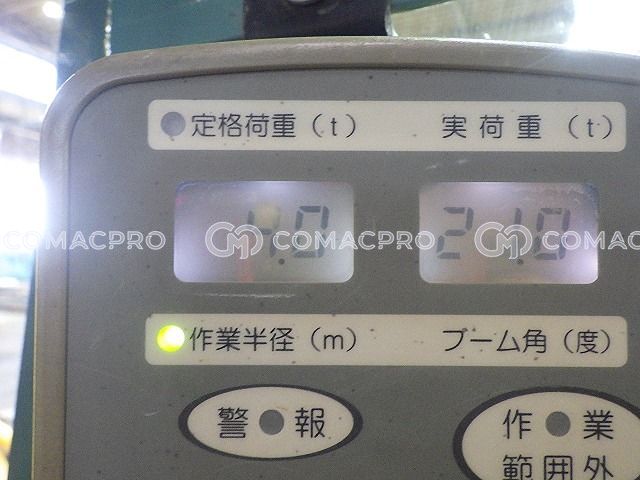 定格荷重(t) 実荷重(t)
4.0 21.0
COMACPRO COMACPRO COMACP
作業半径(m) ブーム角(度)
警報 作業
範囲外